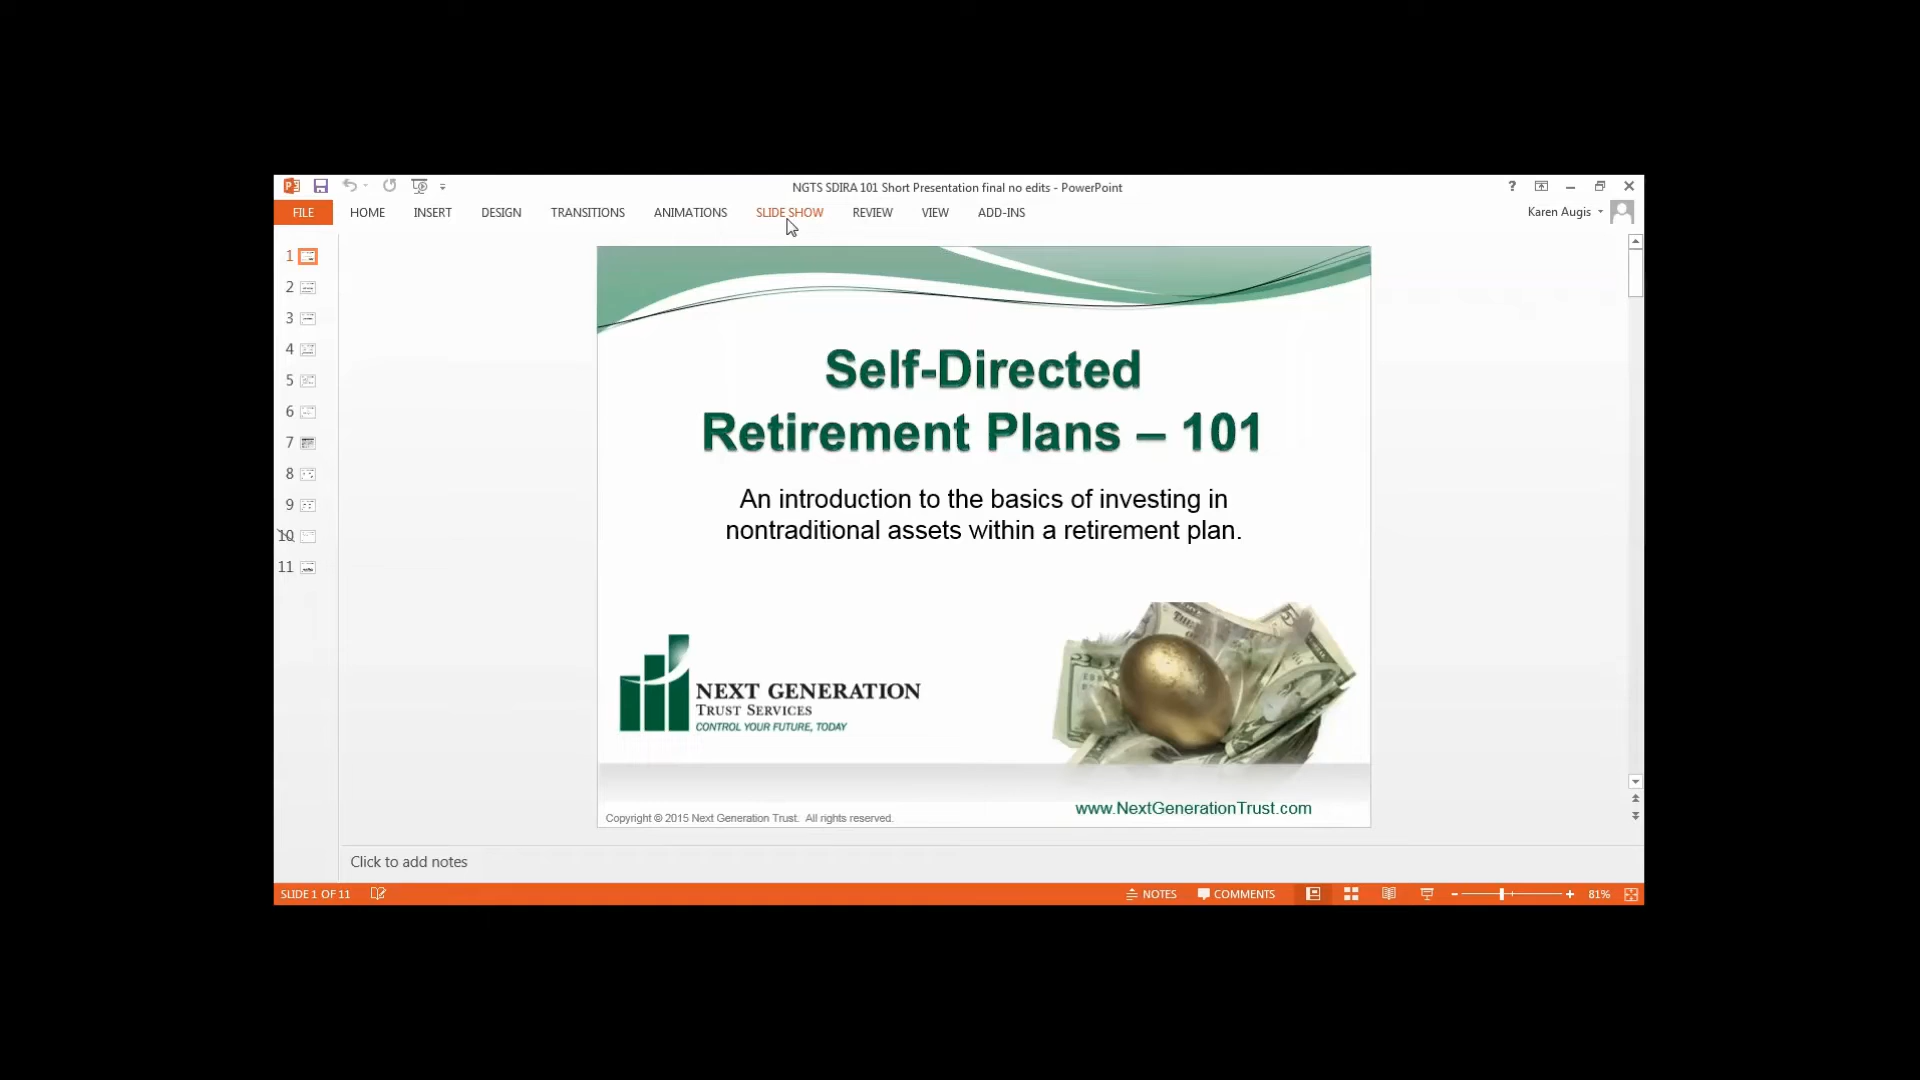 NGTS SDIRA 101 Short Presentation final no edits - PowerPoint
FILE HOME INSERT DESIGN TRANSITIONS ANIMATIONS SLIDE SHOW REVIEW VIEW ADD-INS
Karen Augis
1
2
3
4
5
6
7
8
9
10
11
Self-Directed
Retirement Plans – 101
An introduction to the basics of investing in
nontraditional assets within a retirement plan.
NEXT GENERATION
TRUST SERVICES
CONTROL YOUR FUTURE, TODAY
www.NextGenerationTrust.com
Copyright © 2015 Next Generation Trust. All rights reserved.
Click to add notes
SLIDE 1 OF 11 NOTES COMMENTS 81%